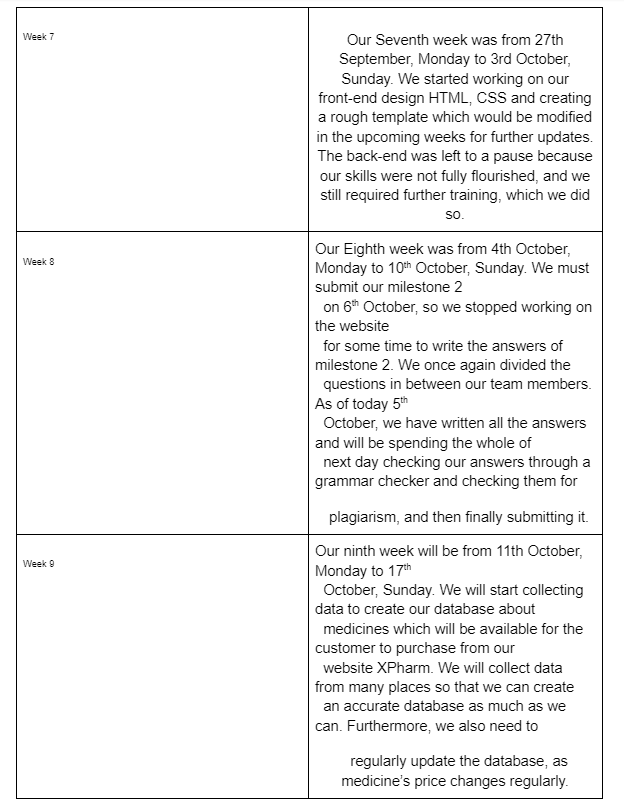 Week 7
Our Seventh week was from 27th
September, Monday to 3rd October,
Sunday. We started working on our
front-end design HTML, CSS and creating
a rough template which would be modified
in the upcoming weeks for further updates.
The back-end was left to a pause because
our skills were not fully flourished, and we
still required further training, which we did
so.
Week 8
Our Eighth week was from 4th October,
Monday to 10th October, Sunday. We must
submit our milestone 2
on 6th October, so we stopped working on
the website
for some time to write the answers of
milestone 2. We once again divided the
questions in between our team members.
As of today 5th
October, we have written all the answers
and will be spending the whole of
next day checking our answers through a
grammar checker and checking them for
plagiarism, and then finally submitting it.
Week 9
Our ninth week will be from 11th October,
Monday to 17th
October, Sunday. We will start collecting
data to create our database about
medicines which will be available for the
customer to purchase from our
website XPharm. We will collect data
from many places so that we can create
an accurate database as much as we
can. Furthermore, we also need to
regularly update the database, as
medicine's price changes regularly.